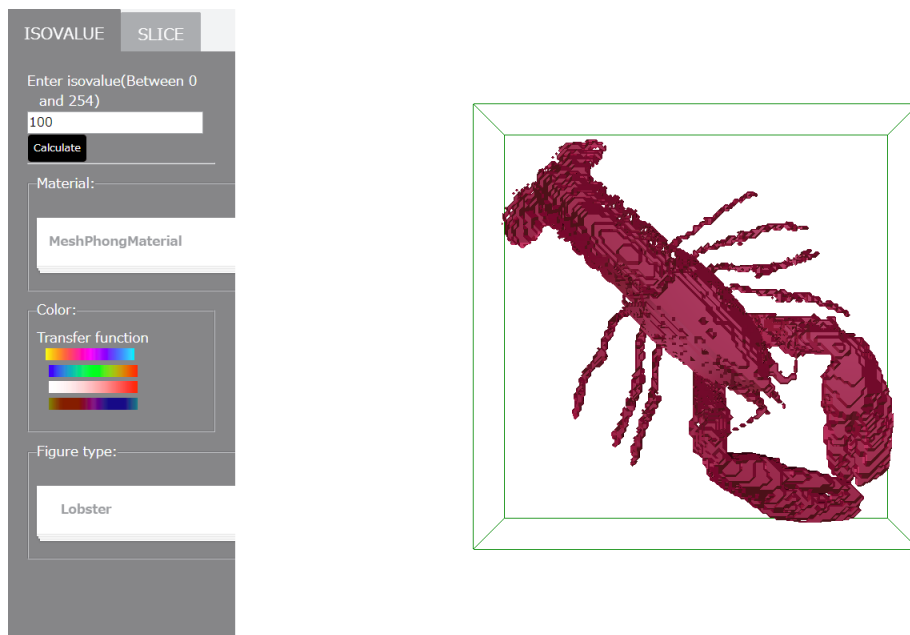 ISOVALUE
SLICE
Enter isovalue(Between 0
and 254)
100
Calculate
Material:
MeshPhongMaterial
Color:
Transfer function
Figure type:
Lobster